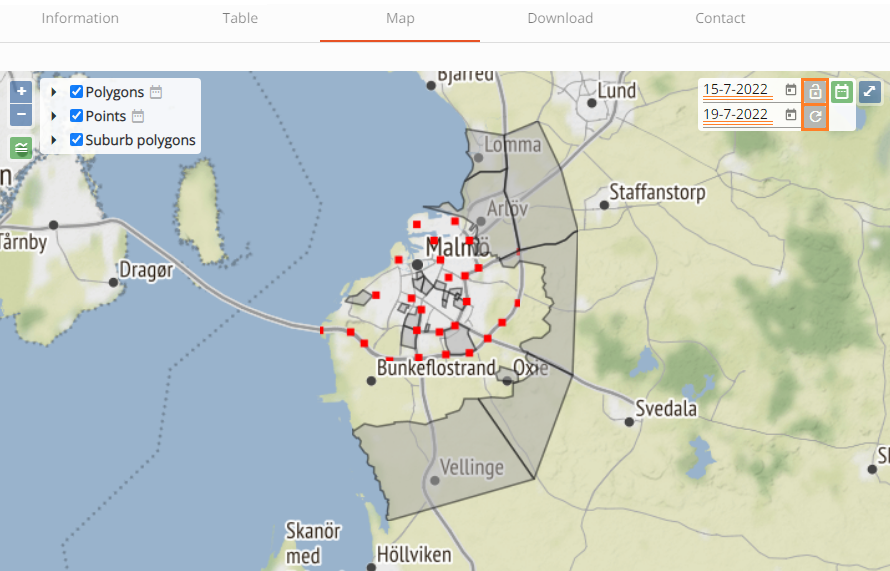 Information Table Map Download Contact
Bjärred
+
Polygons
15-7-2022
Lund
−
Points
19-7-2022
Suburb polygons
Lomma
Staffanstorp
Arlöv
Tårnby
Malmö
Dragør
Bunkeflostrand
Oxie
Svedala
Vellinge
Skanör
med
Höllviken